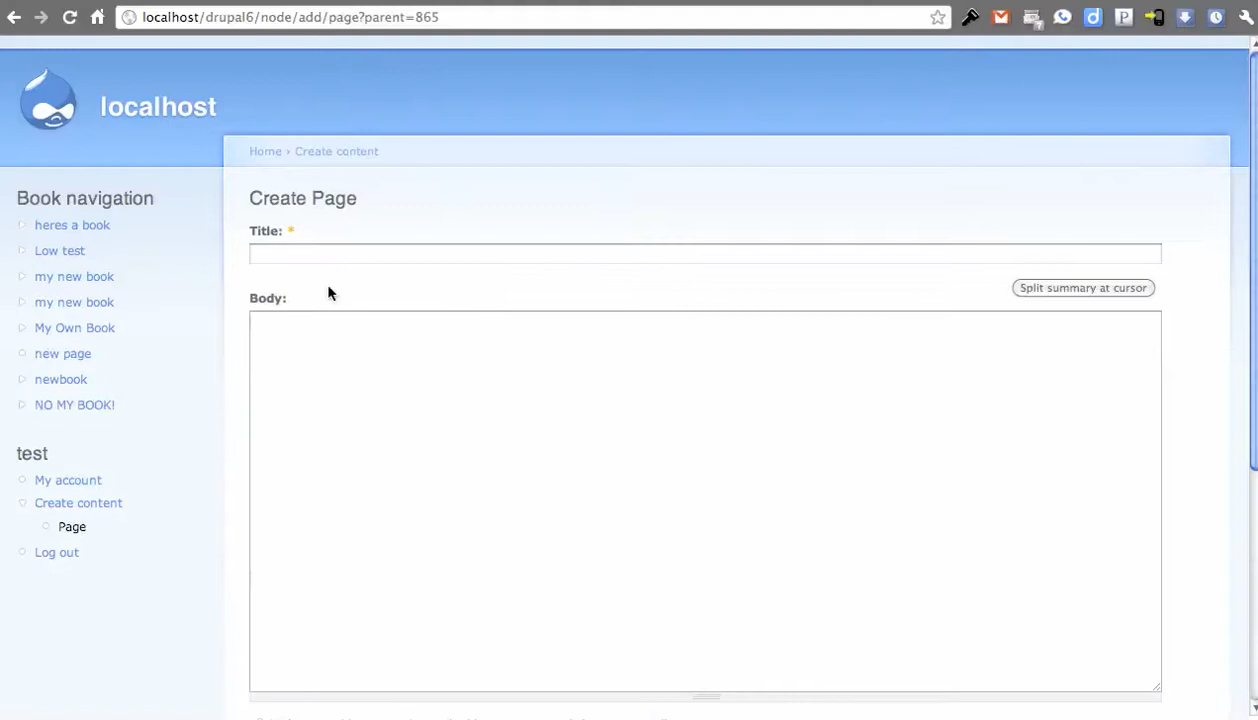 localhost/drupal6/node/add/page?parent=865
localhost
Home › Create content
Book navigation
heres a book
Low test
my new book
my new book
My Own Book
new page
newbook
NO MY BOOK!
test
My account
Create content
Page
Log out
Create Page
Title: *
Body:
Split summary at cursor